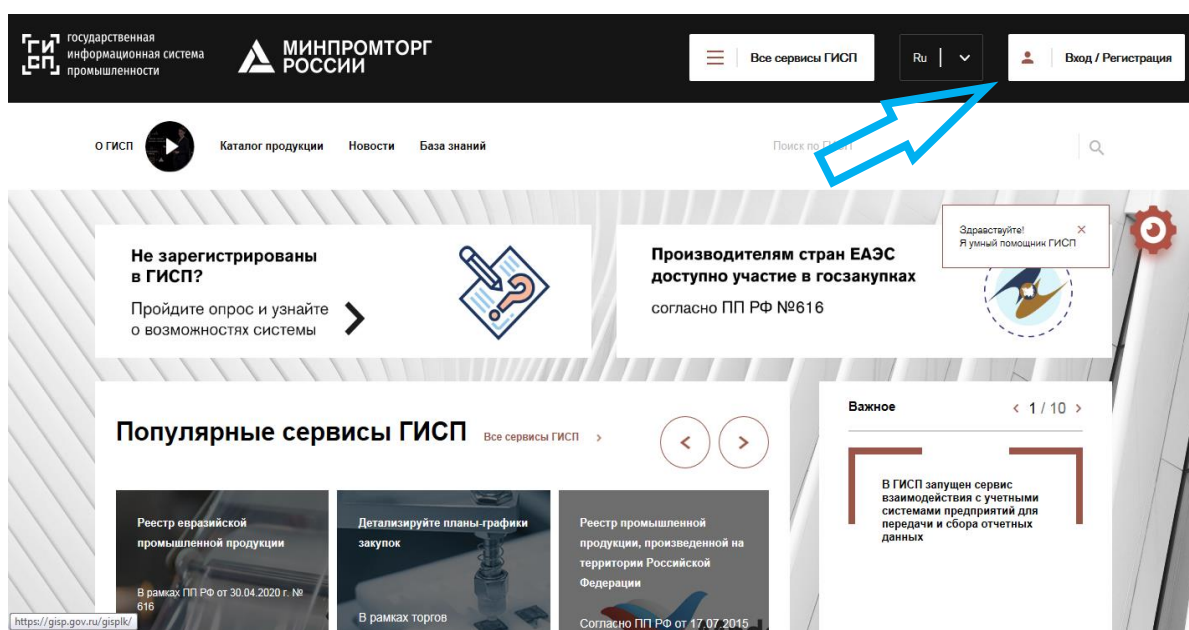 государственная
информационная система
промышленности
ГИСП
МИНПРОМТОРГ
РОССИИ
Все сервисы ГИСП
Ru
Вход / Регистрация
О ГИСП
Каталог продукции
Новости
База знаний
Поиск по
Здравствуйте!
Я умный помощник ГИСП
Не зарегистрированы
в ГИСП?
Пройдите опрос и узнайте
о возможностях системы
Производителям стран ЕАЭС
доступно участие в госзакупках
согласно ПП РФ №616
Популярные сервисы ГИСП
Все сервисы ГИСП
Важное
1 / 10
В ГИСП запущен сервис
взаимодействия с учетными
системами предприятий для
передачи и сбора отчетных
данных
Реестр евразийской
промышленной продукции
В рамках ПП РФ от 30.04.2020 г. №
616
Детализируйте планы-графики
закупок
В рамках торгов
Реестр промышленной
продукции, произведенной на
территории Российской
Федерации
Согласно ПП РФ от 17.07.2015
https://gisp.gov.ru/gisplk/